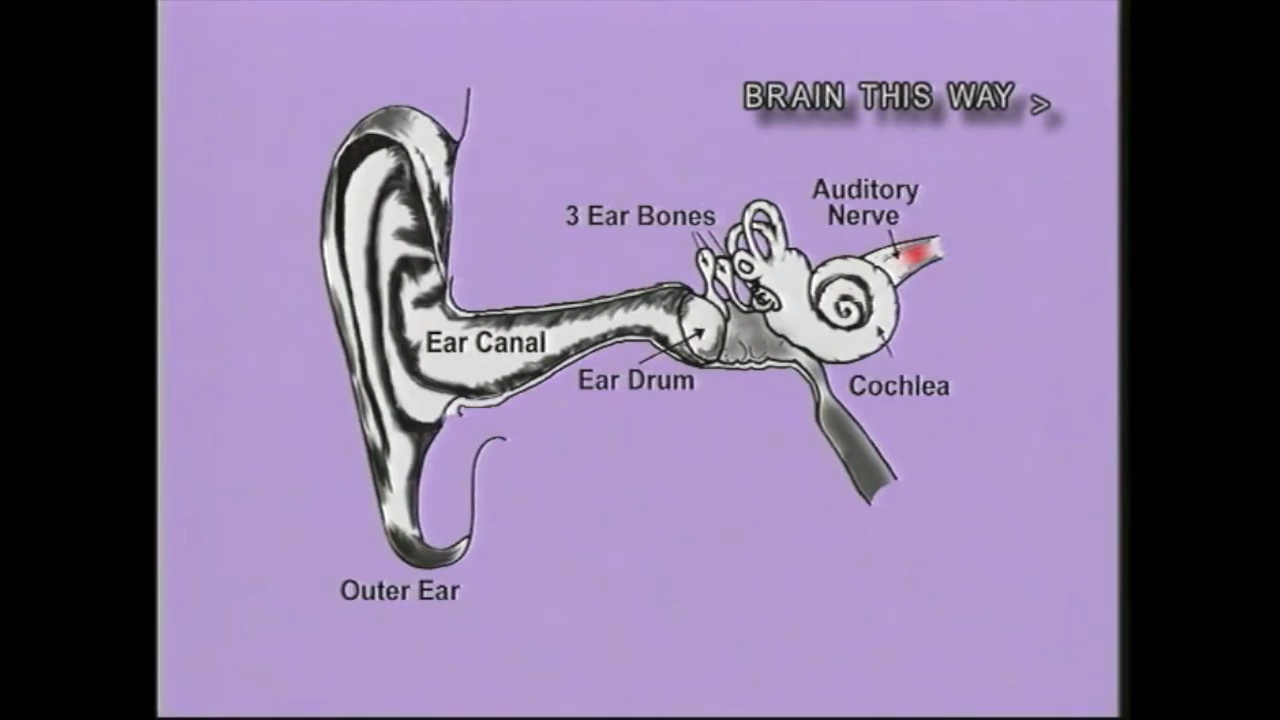 BRAIN THIS WAY >
Auditory
Nerve
3 Ear Bones
Ear Canal
Ear Drum
Cochlea
Outer Ear